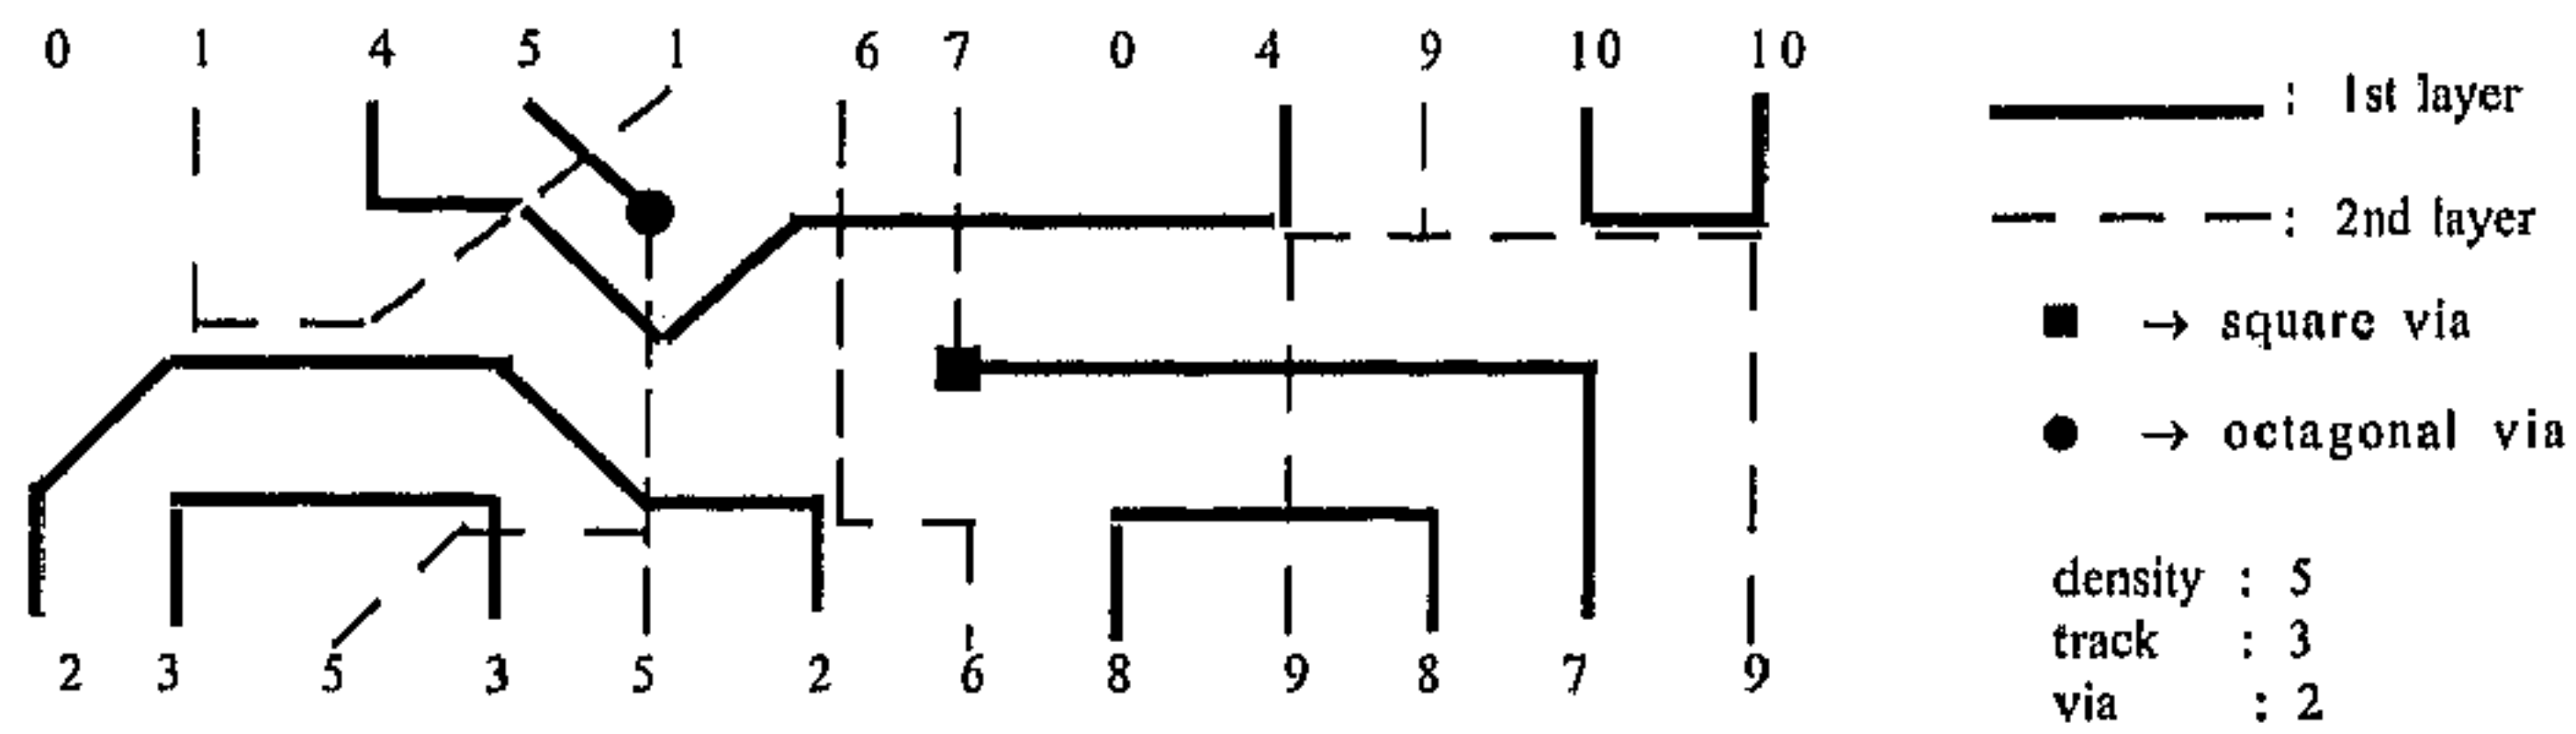 0 1 4 5 1 6 7 0 4 9 10 10
2 3 5 3 5 2 6 8 9 8 7 9
: 1st layer
: 2nd layer
→ square via
→ octagonal via
density : 5
track : 3
via : 2